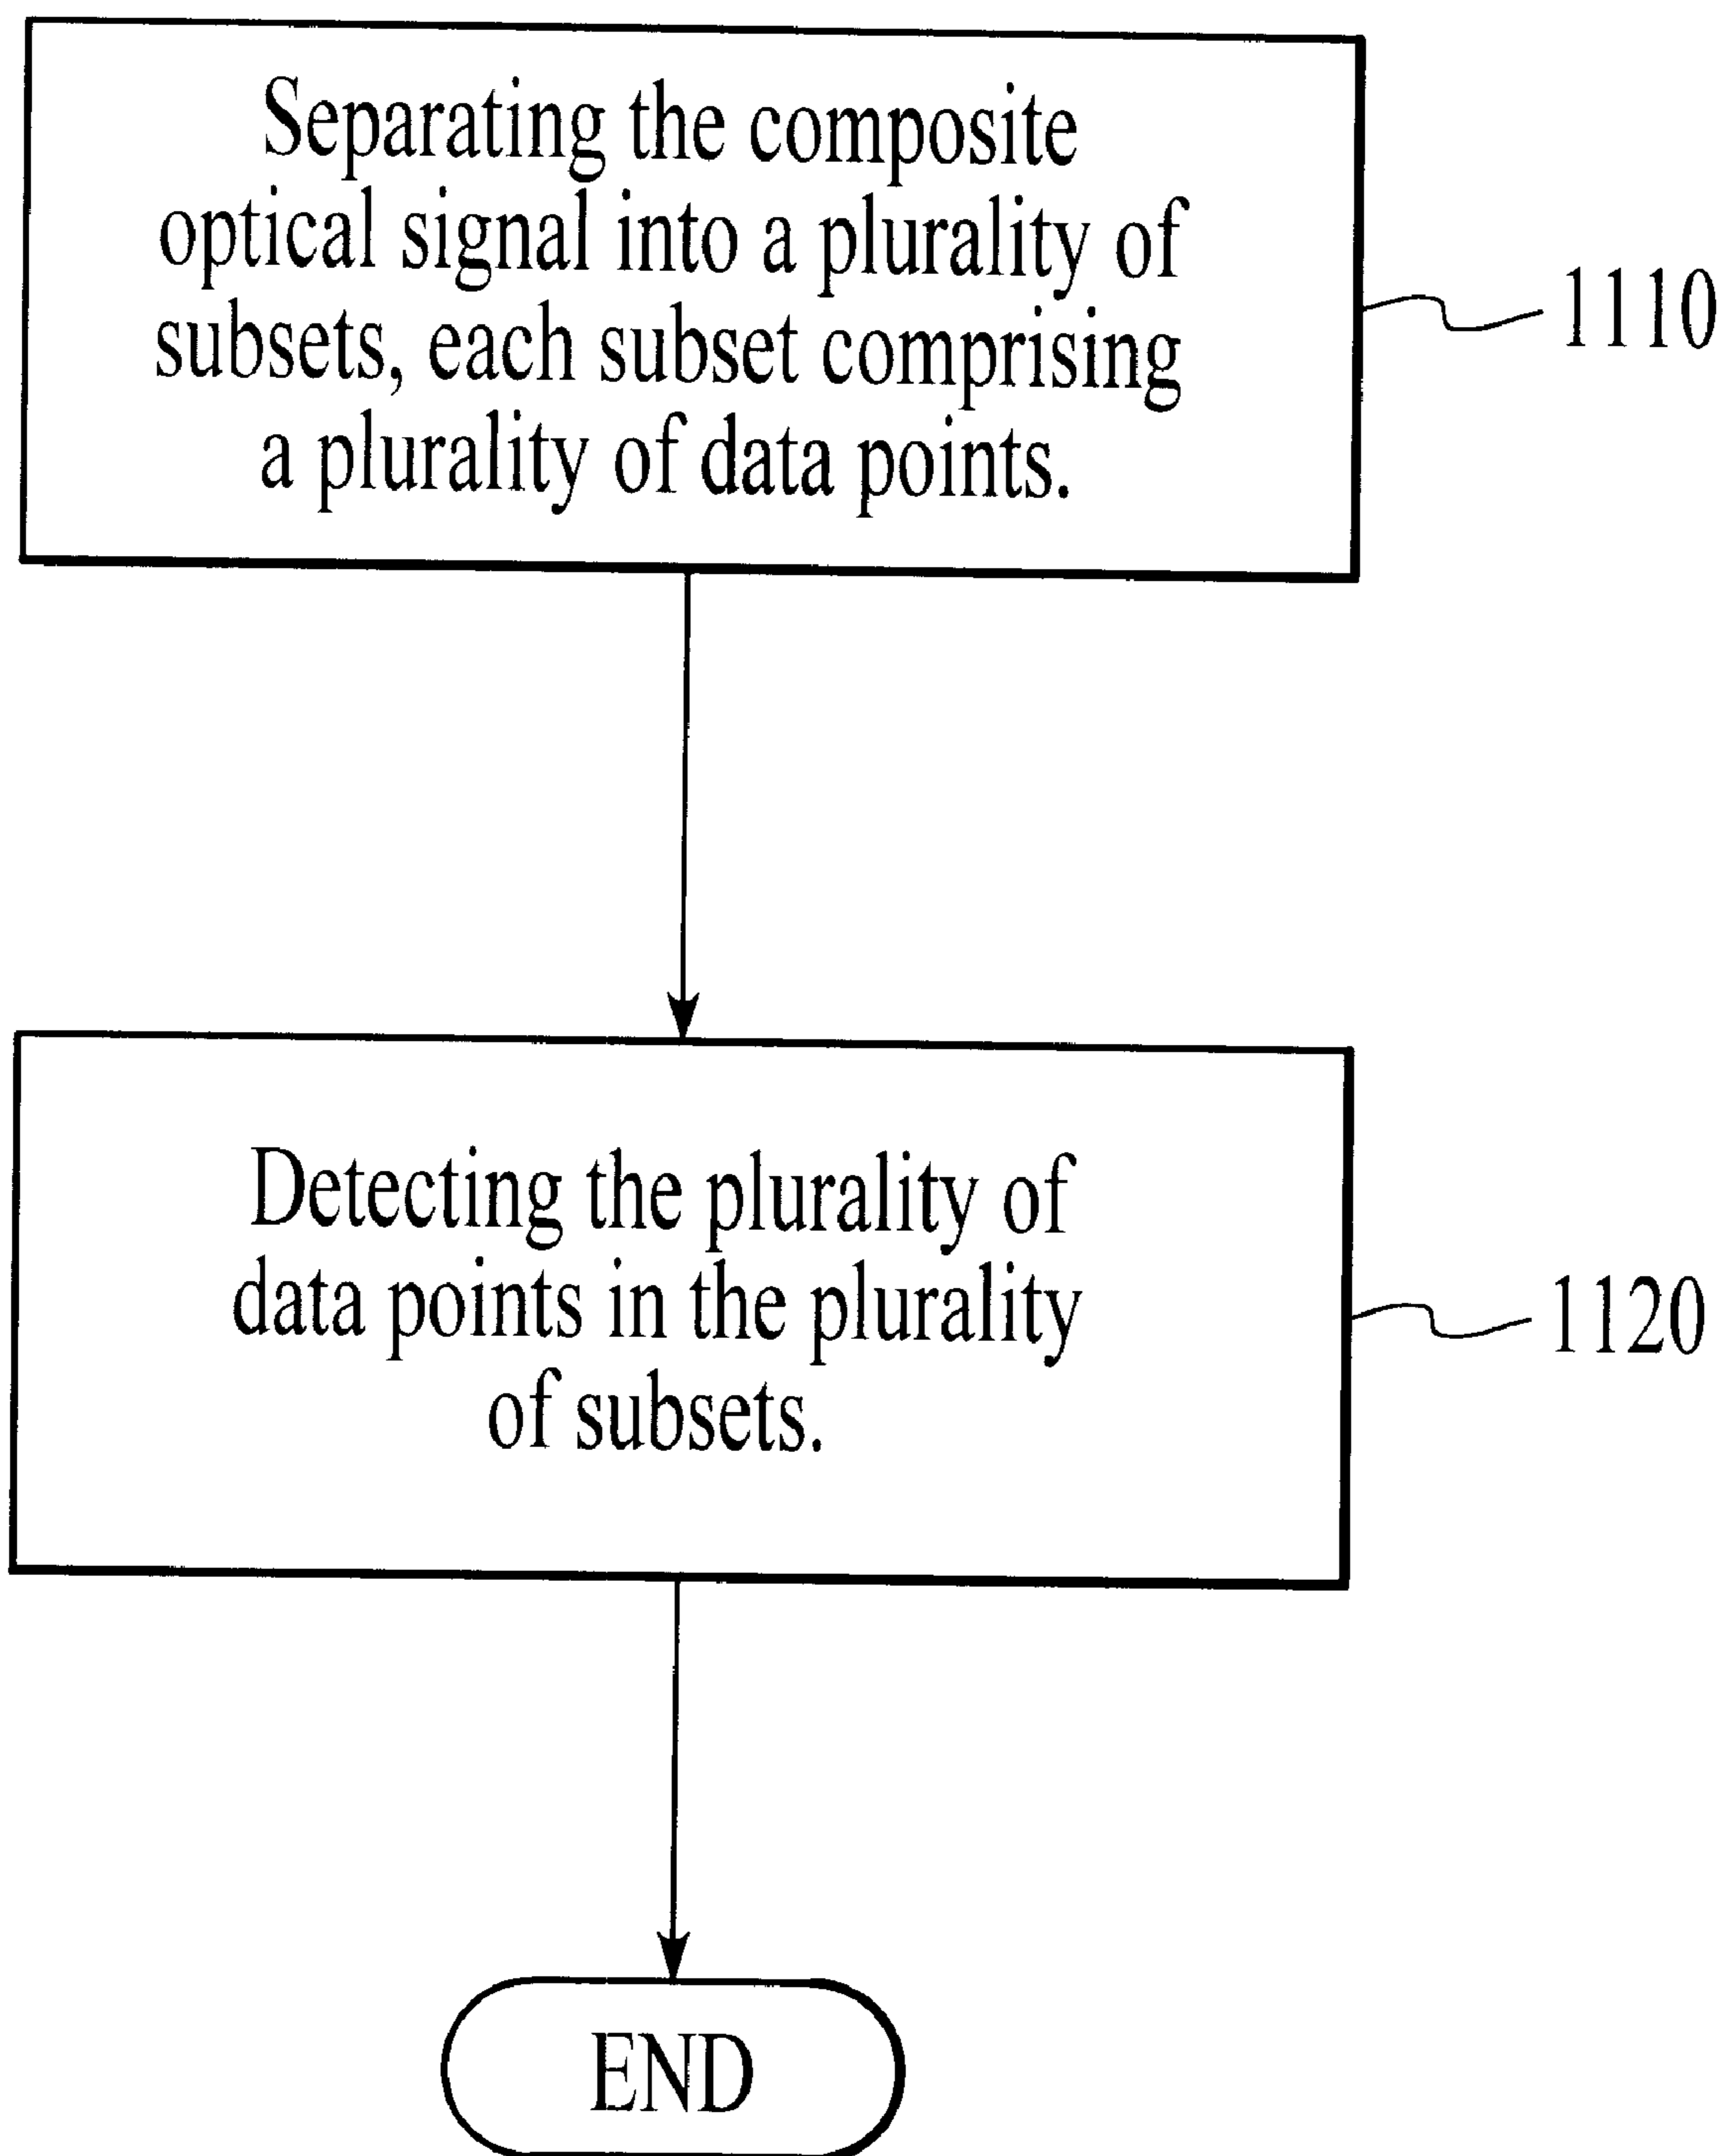 Separating the composite
optical signal into a plurality of
subsets, each subset comprising
a plurality of data points.
1110
Detecting the plurality of
data points in the plurality
of subsets.
1120
END